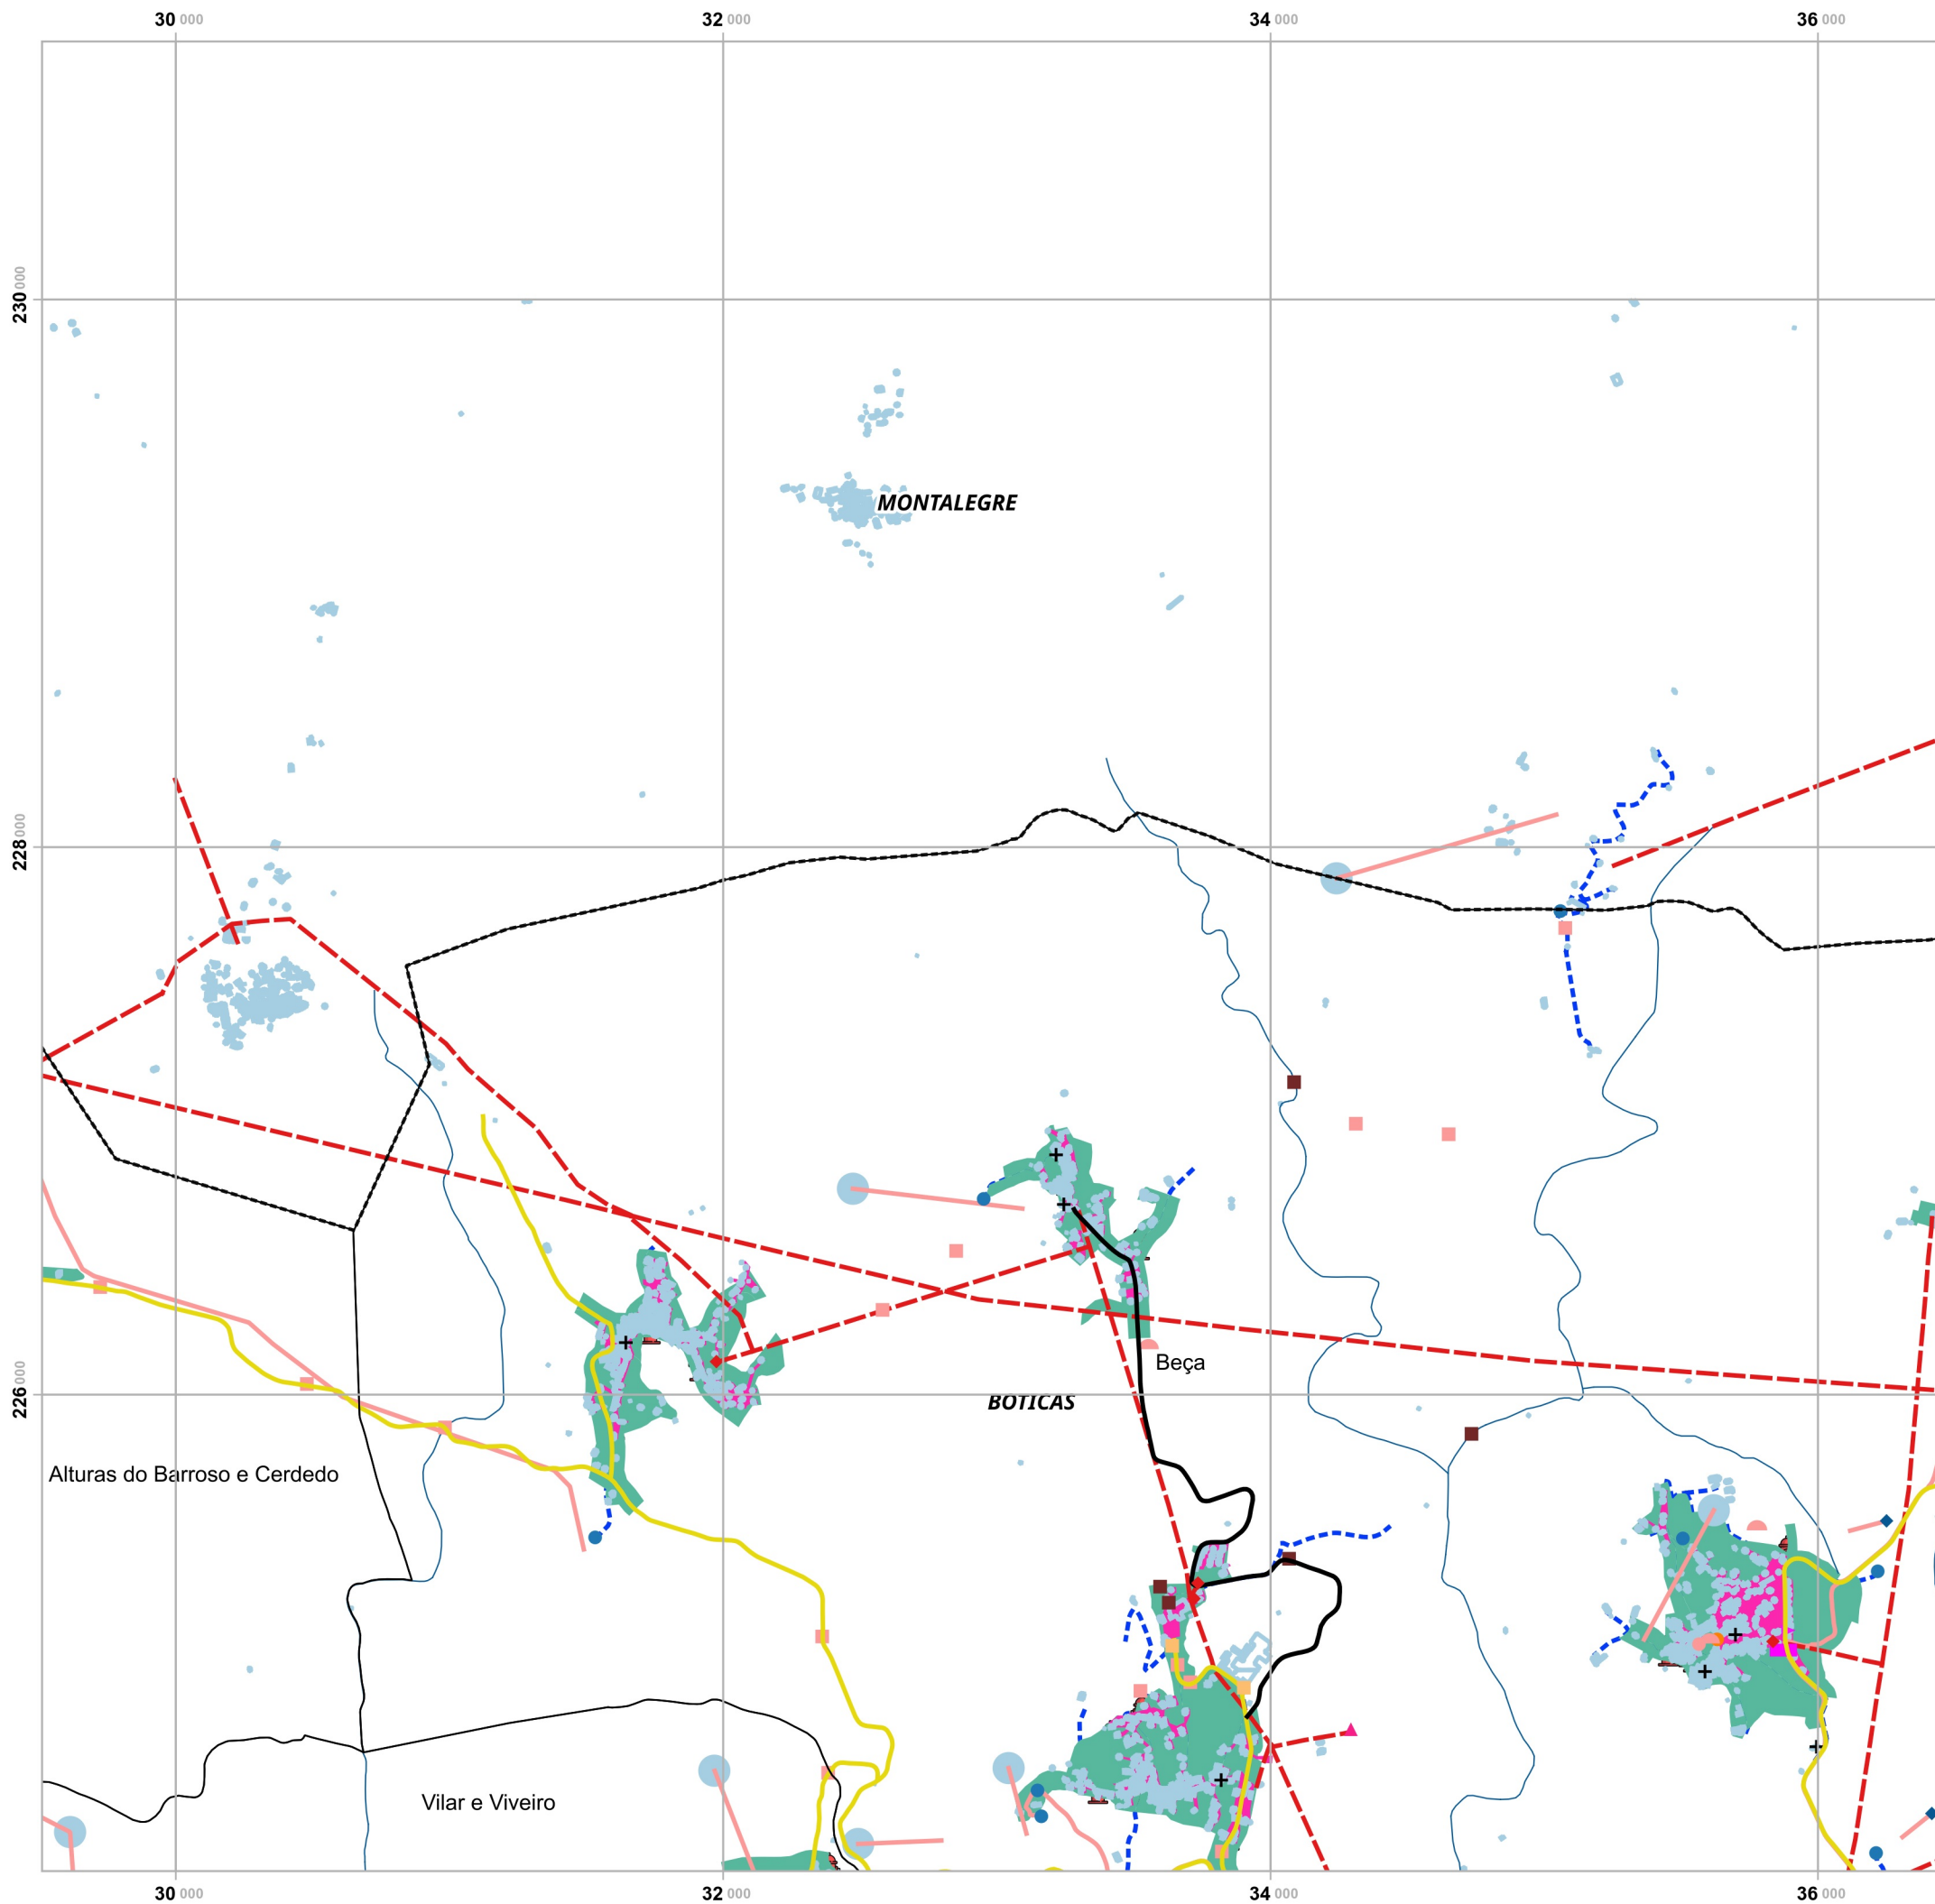 30 000 32 000 34 000 36 000
230 000
MONTALEGRE
228 000
Beça
226 000
BOTICAS
Alturas do Barroso e Cerdedo
Vilar e Viveiro
30 000 32 000 34 000 36 000